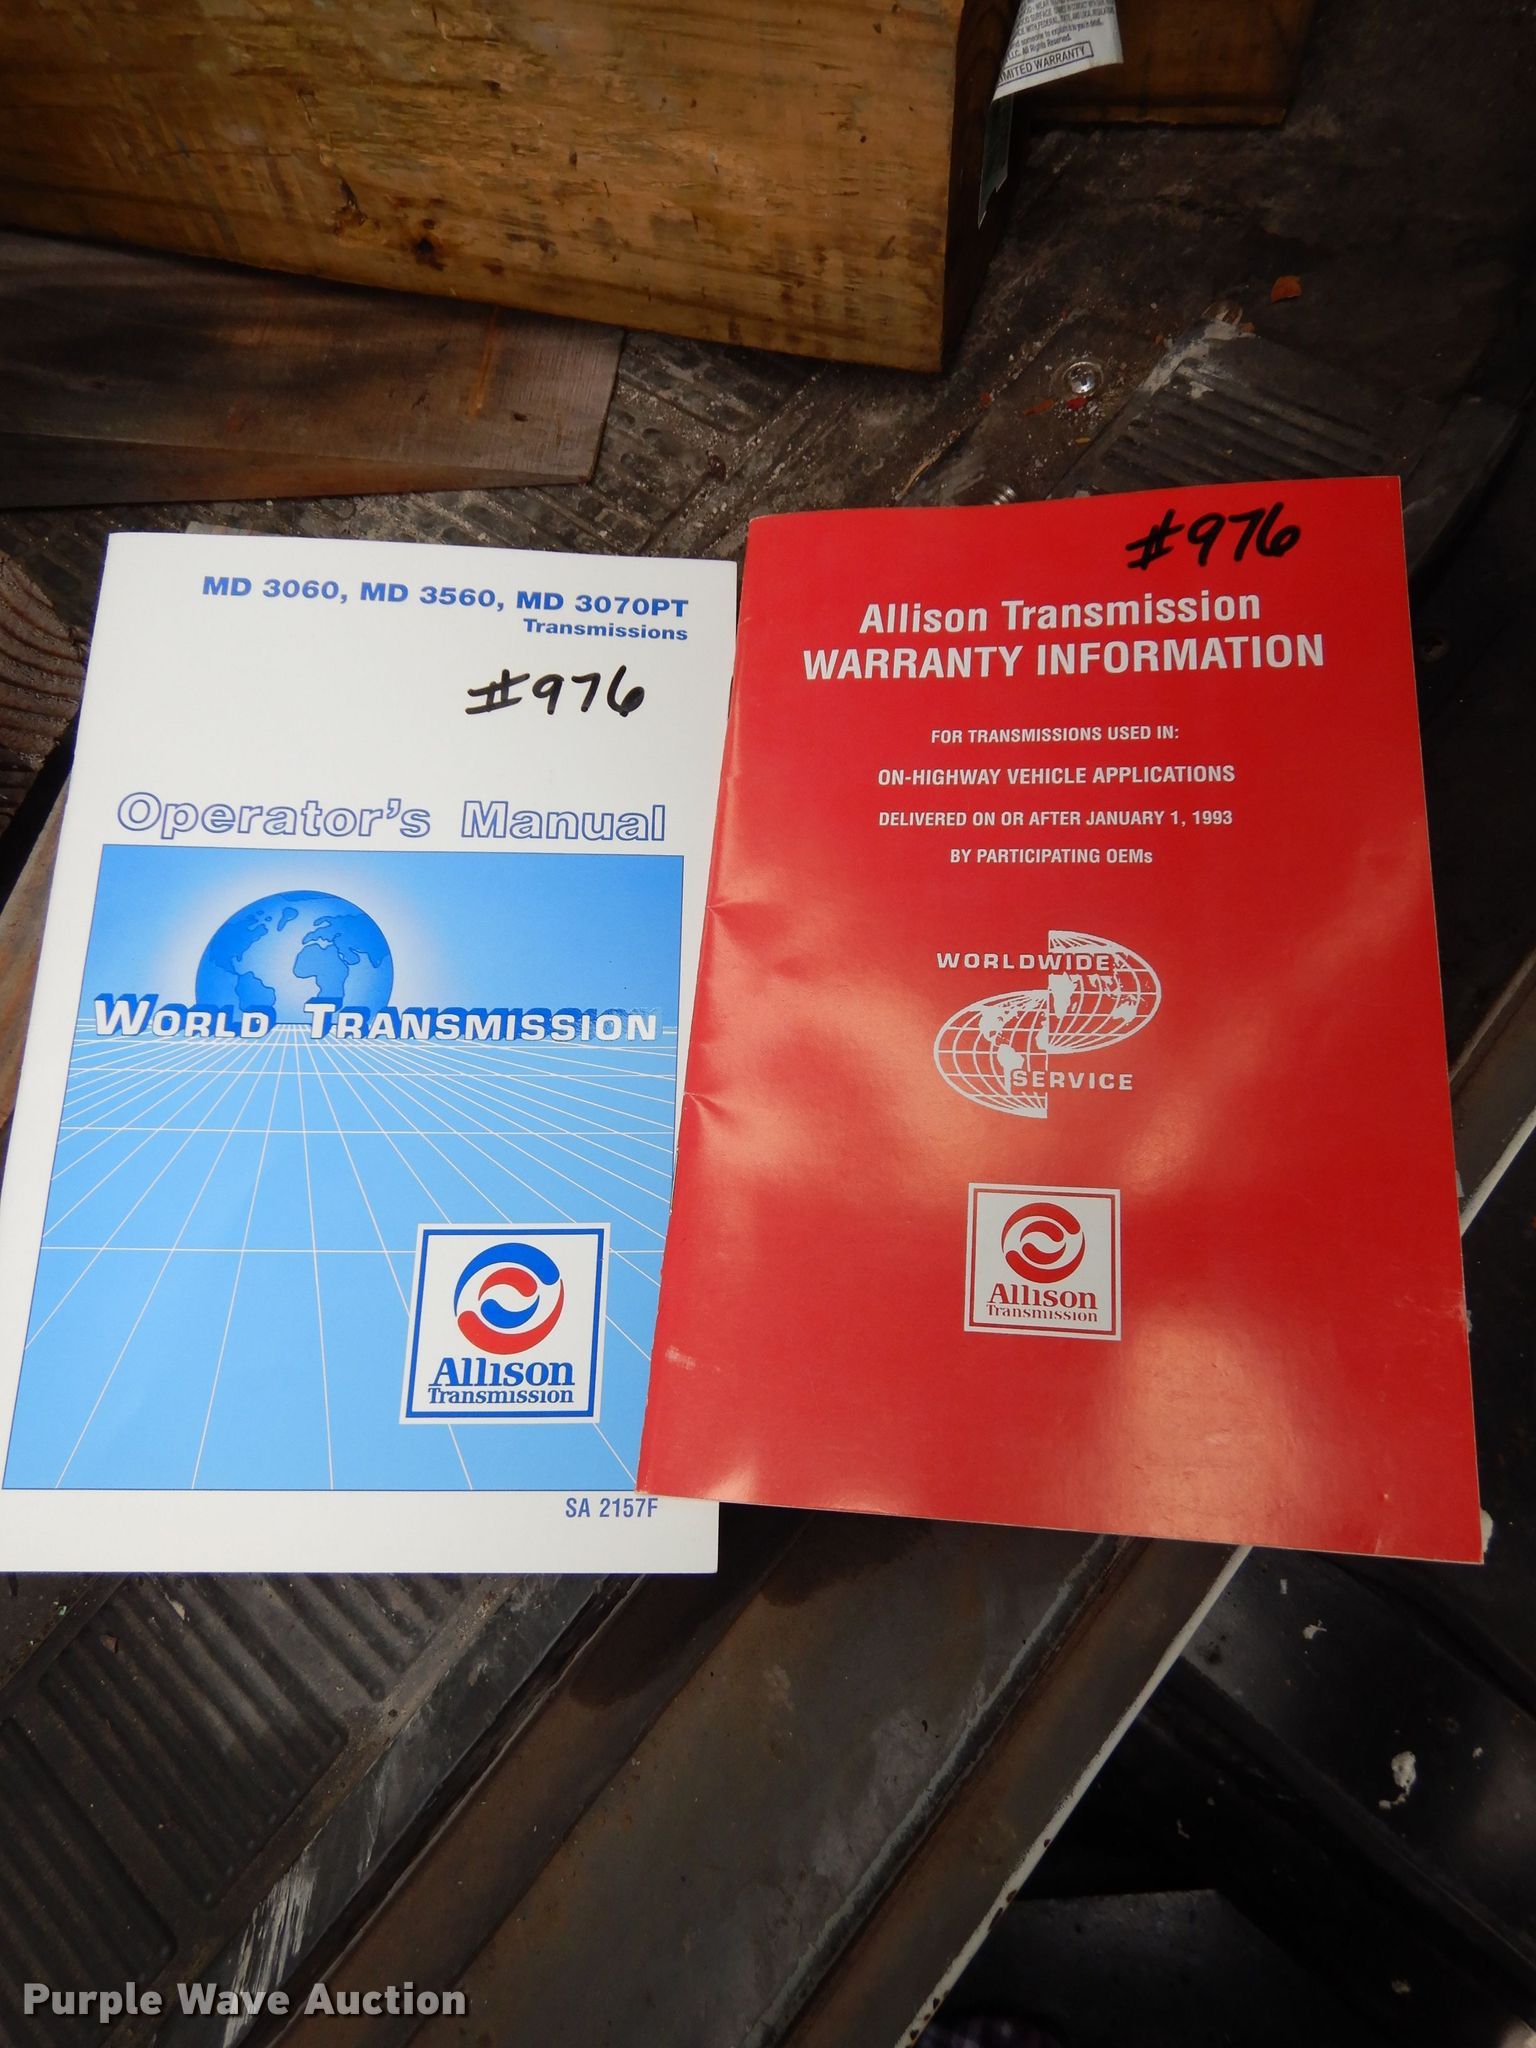 MITED WARRANTY
MD 3060, MD 3560, MD 3070PT
Transmissions
#976
Operator's Manual
WORLD TRANSMISSION
Allison
Transmission
SA 2157F
#976
Allison Transmission
WARRANTY INFORMATION
FOR TRANSMISSIONS USED IN:
ON-HIGHWAY VEHICLE APPLICATIONS
DELIVERED ON OR AFTER JANUARY 1, 1993
BY PARTICIPATING OEMs
WORLDWIDE
SERVICE
Allison
Transmission
Purple Wave Auction